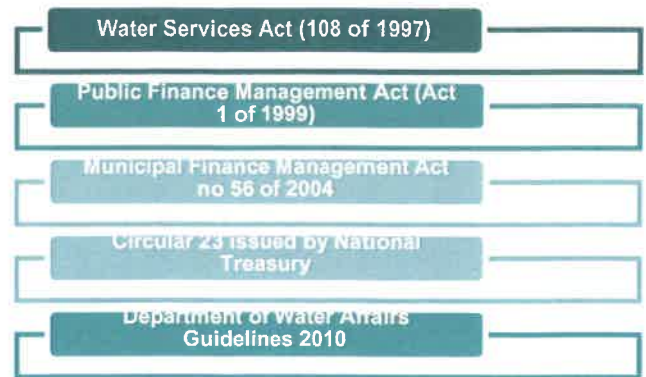 Water Services Act (108 of 1997)
Public Finance Management Act (Act
1 of 1999)
Municipal Finance Management Act
no 56 of 2004
Circular 23 issued by National
Treasury
Department of Water Affairs
Guidelines 2010